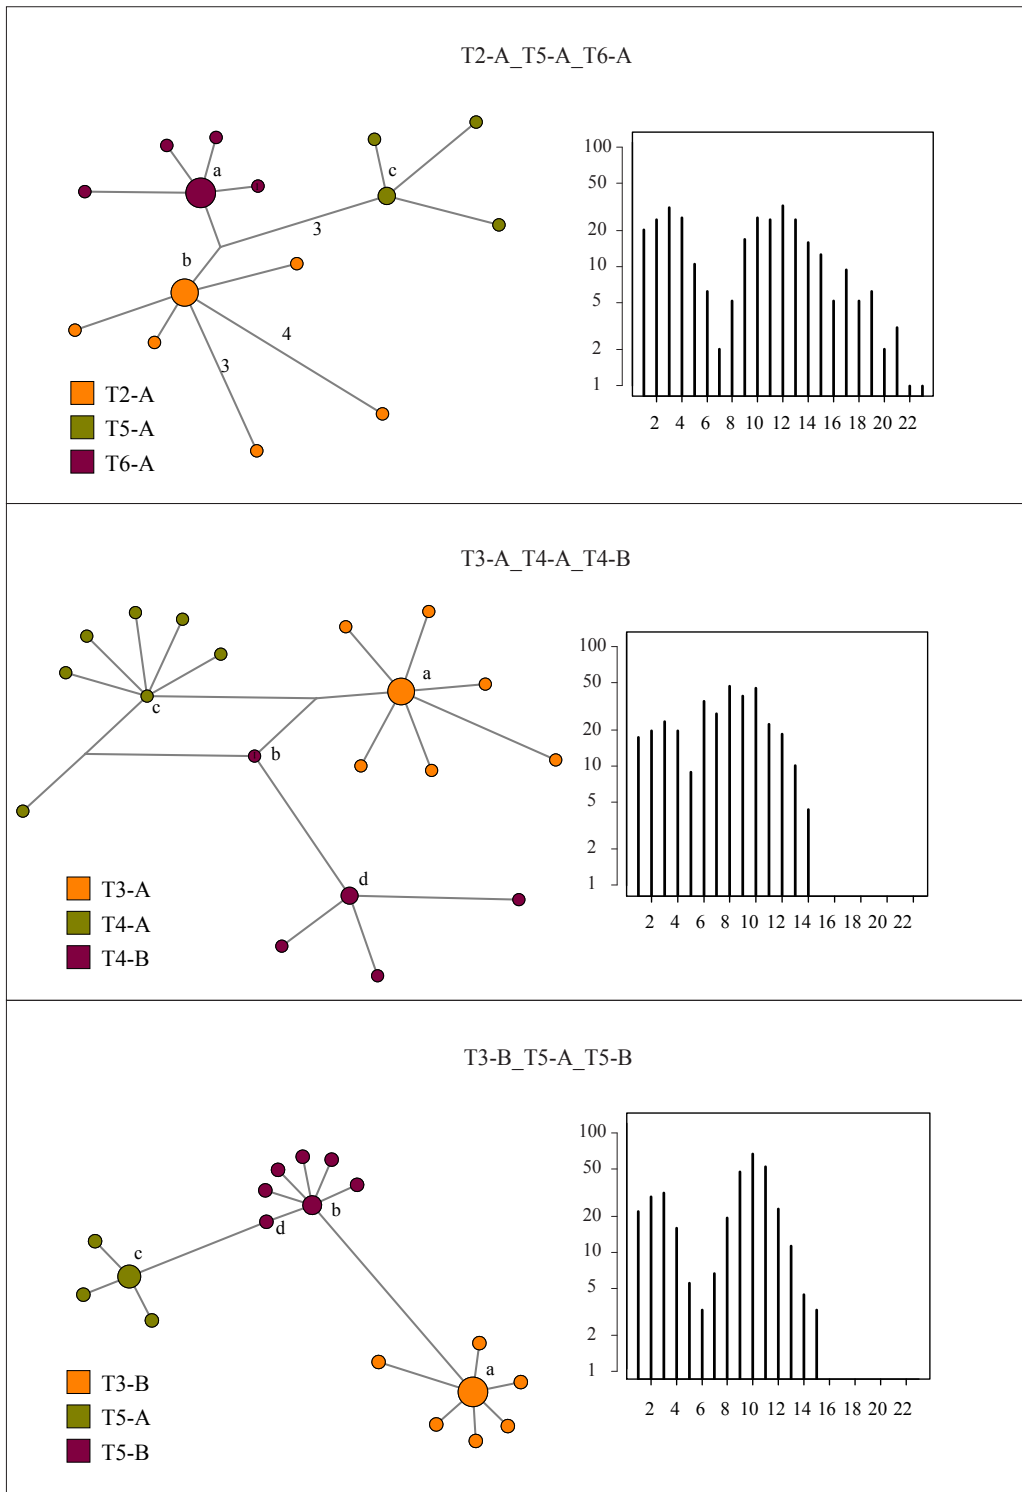 T2-A_T5-A_T6-A
a
c
3
b
4
3
T2-A
T5-A
T6-A
100
50
20
10
5
2
1
2 4 6 8 10 12 14 16 18 20 22
T3-A_T4-A_T4-B
a
c
b
d
T3-A
T4-A
T4-B
100
50
20
10
5
2
1
2 4 6 8 10 12 14 16 18 20 22
T3-B_T5-A_T5-B
b
d
c
a
T3-B
T5-A
T5-B
100
50
20
10
5
2
1
2 4 6 8 10 12 14 16 18 20 22